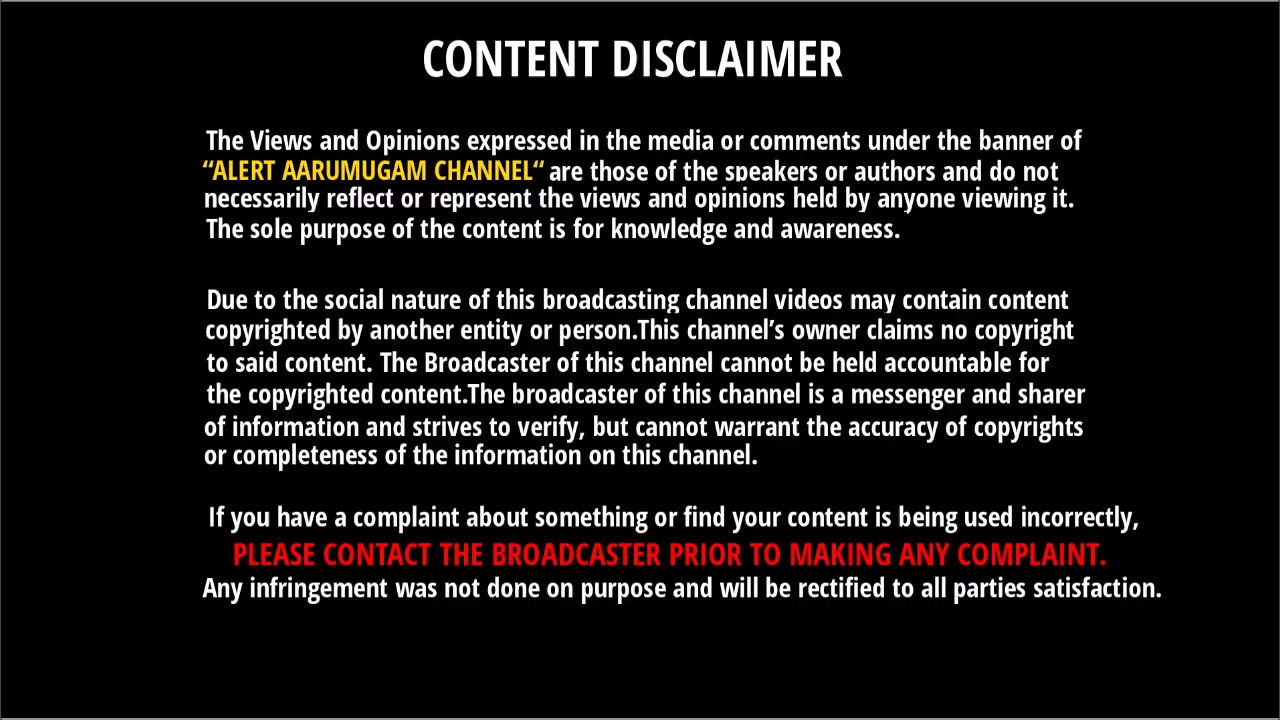 CONTENT DISCLAIMER
The Views and Opinions expressed in the media or comments under the banner of
“ALERT AARUMUGAM CHANNEL“ are those of the speakers or authors and do not
necessarily reflect or represent the views and opinions held by anyone viewing it.
The sole purpose of the content is for knowledge and awareness.
Due to the social nature of this broadcasting channel videos may contain content
copyrighted by another entity or person.This channel’s owner claims no copyright
to said content. The Broadcaster of this channel cannot be held accountable for
the copyrighted content.The broadcaster of this channel is a messenger and sharer
of information and strives to verify, but cannot warrant the accuracy of copyrights
or completeness of the information on this channel.
If you have a complaint about something or find your content is being used incorrectly,
PLEASE CONTACT THE BROADCASTER PRIOR TO MAKING ANY COMPLAINT.
Any infringement was not done on purpose and will be rectified to all parties satisfaction.